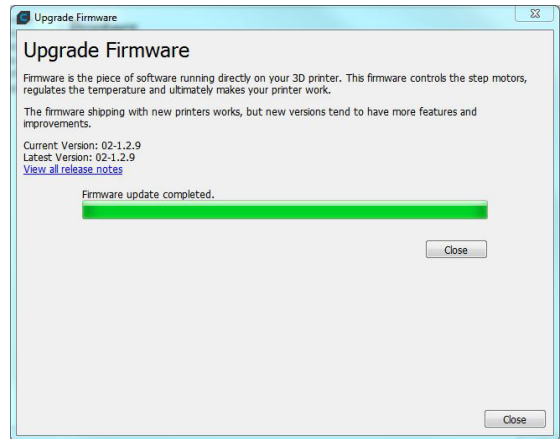 Upgrade Firmware
Upgrade Firmware
Firmware is the piece of software running directly on your 3D printer. This firmware controls the step motors,
regulates the temperature and ultimately makes your printer work.
The firmware shipping with new printers works, but new versions tend to have more features and
improvements.
Current Version: 02-1.2.9
Latest Version: 02-1.2.9
View all release notes
Firmware update completed.
Close
Close